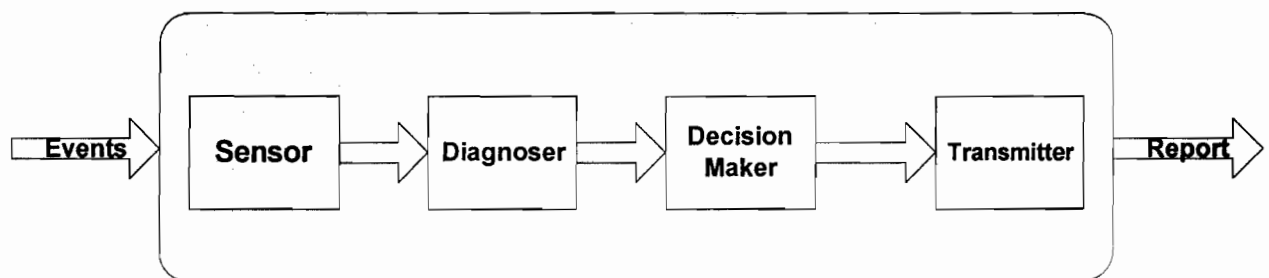 Events
Sensor
Diagnoser
Decision
Maker
Transmitter
Report